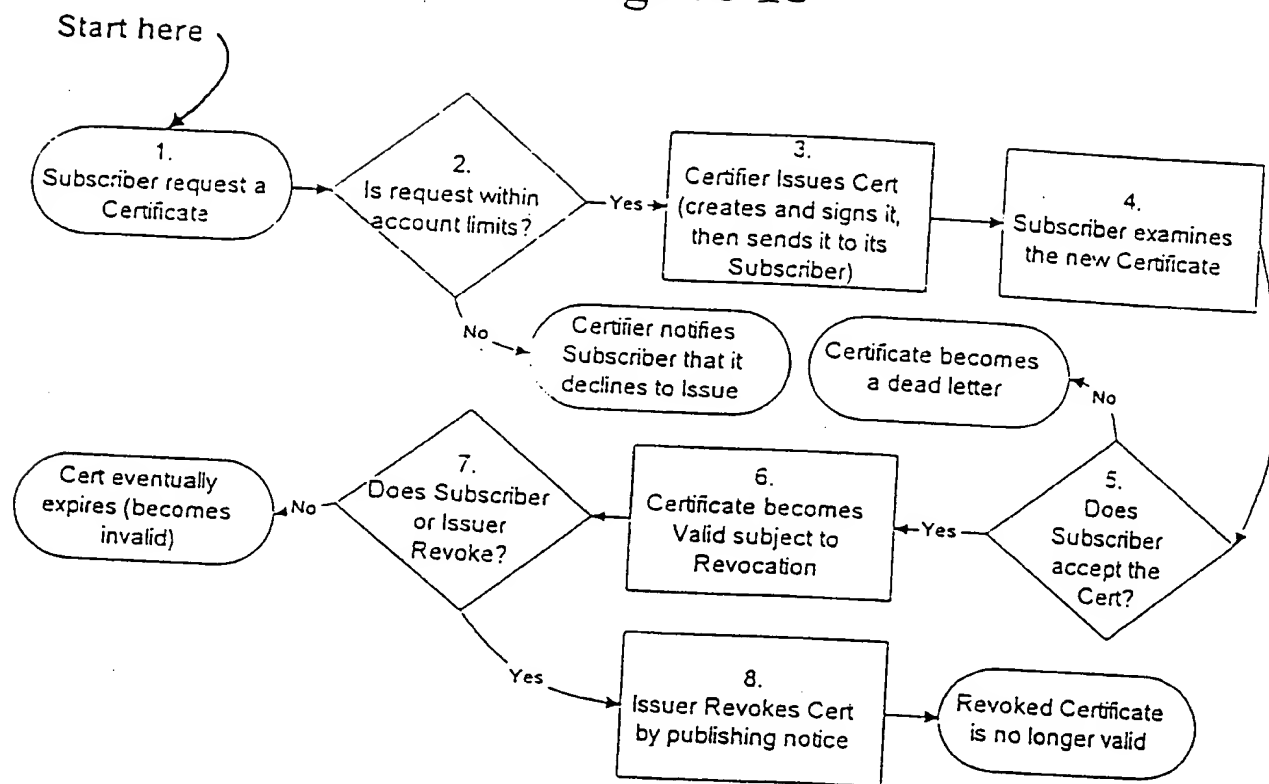 Start here
1.
Subscriber request a
Certificate
2.
Is request within
account limits?
Yes
No
3.
Certifier Issues Cert
(creates and signs it,
then sends it to its
Subscriber)
4.
Subscriber examines
the new Certificate
Certifier notifies
Subscriber that it
declines to Issue
Certificate becomes
a dead letter
No
5.
Does
Subscriber
accept the
Cert?
Yes
6.
Certificate becomes
Valid subject to
Revocation
7.
Does Subscriber
or Issuer
Revoke?
No
Cert eventually
expires (becomes
invalid)
Yes
8.
Issuer Revokes Cert
by publishing notice
Revoked Certificate
is no longer valid